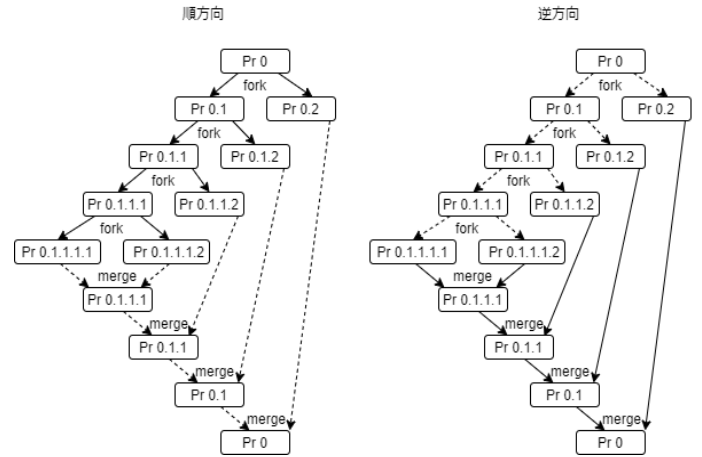 順方向
Pr 0
fork
Pr 0.1
Pr 0.2
fork
Pr 0.1.1
Pr 0.1.2
fork
Pr 0.1.1.1
Pr 0.1.1.2
fork
Pr 0.1.1.1.1
Pr 0.1.1.1.2
merge
Pr 0.1.1.1
merge
Pr 0.1.1
merge
Pr 0.1
merge
Pr 0
逆方向
Pr 0
fork
Pr 0.1
Pr 0.2
fork
Pr 0.1.1
Pr 0.1.2
fork
Pr 0.1.1.1
Pr 0.1.1.2
fork
Pr 0.1.1.1.1
Pr 0.1.1.1.2
merge
Pr 0.1.1.1
merge
Pr 0.1.1
merge
Pr 0.1
merge
Pr 0